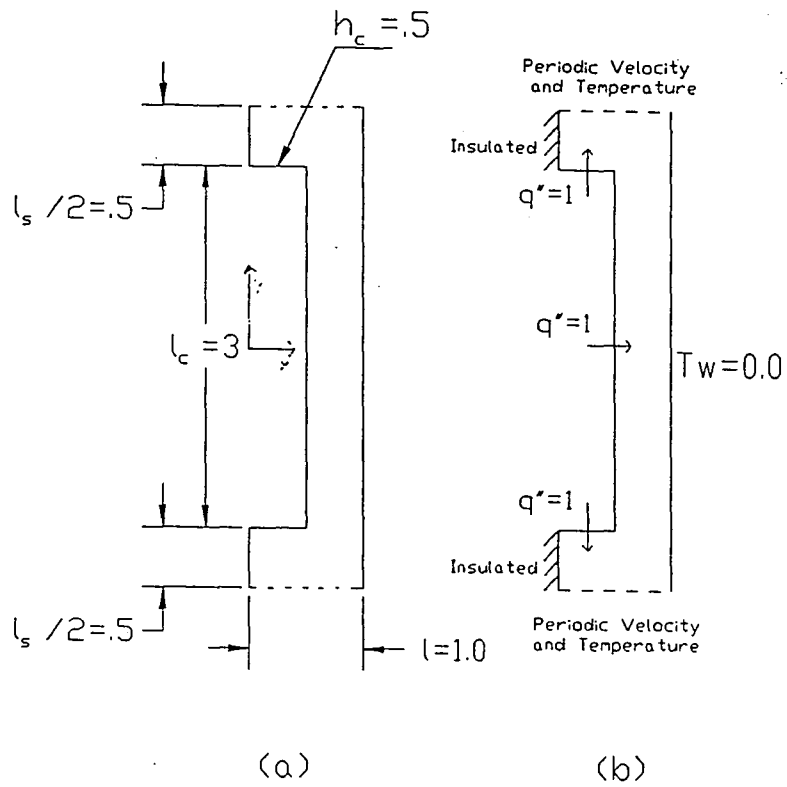 h_c =.5
l_s /2=.5
l_c =3
l_s /2=.5
l=1.0
(a)
Periodic Velocity
and Temperature
Insulated
q"=1
q"=1
Tw=0.0
q"=1
Insulated
Periodic Velocity
and Temperature
(b)